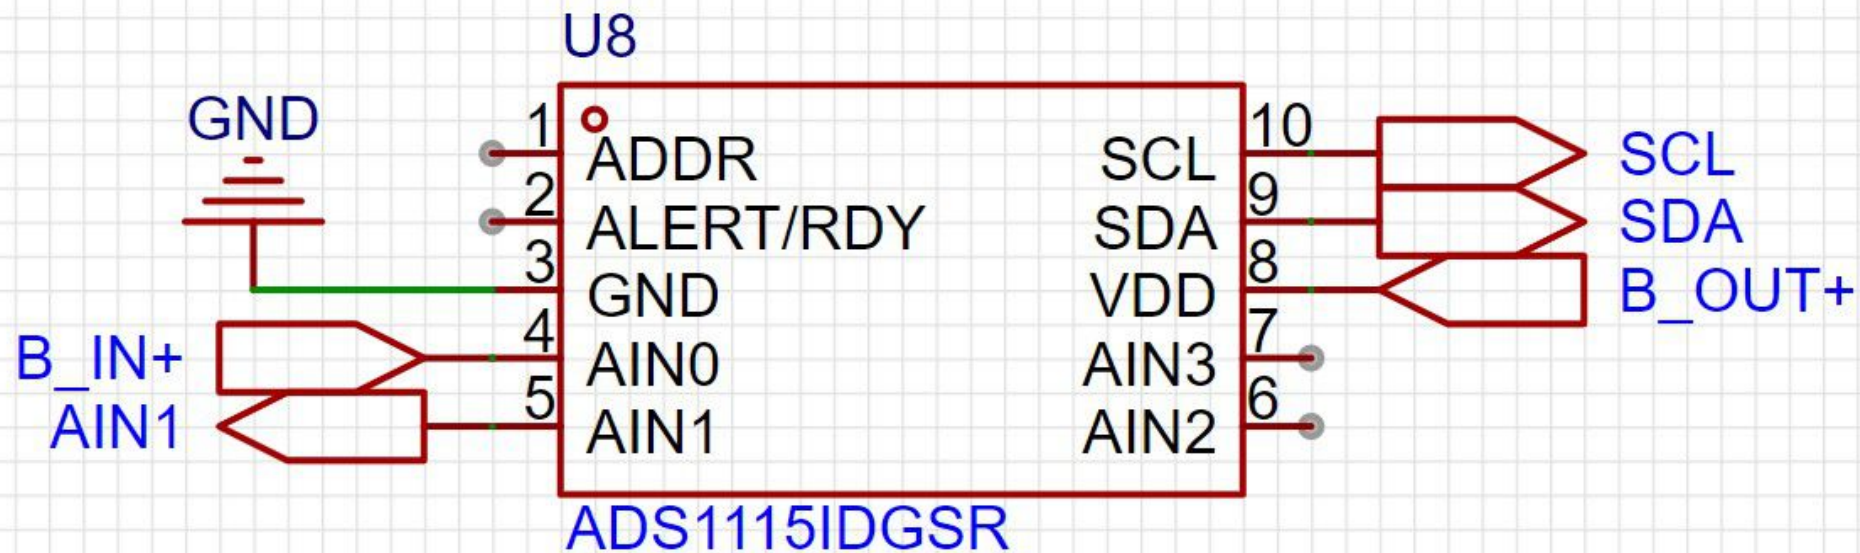 U8
GND
1 ADDR
2 ALERT/RDY
3 GND
4 AIN0
5 AIN1
B_IN+
AIN1
10 SCL
9 SDA
8 VDD
7 AIN3
6 AIN2
SCL
SDA
B_OUT+
ADS1115IDGSR